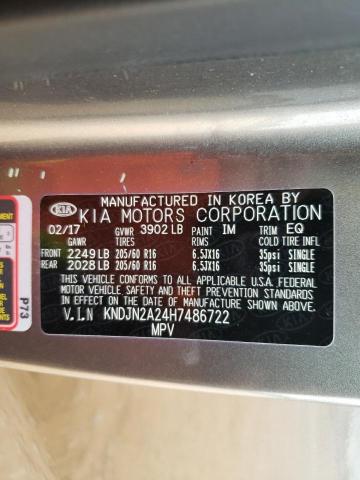 MANUFACTURED IN KOREA BY
KIA KIA MOTORS CORPORATION
02/17 GVWR 3902 LB PAINT IM TRIM EQ
GAWR TIRES RIMS COLD TIRE INFL
FRONT 2249 LB 205/60 R16 6.5JX16 35psi SINGLE
REAR 2028 LB 205/60 R16 6.5JX16 35psi SINGLE
THIS VEHICLE CONFORMS TO ALL APPLICABLE U.S.A. FEDERAL
MOTOR VEHICLE SAFETY AND THEFT PREVENTION STANDARDS
IN EFFECT ON THE DATE OF MANUFACTURE SHOWN ABOVE.
V.I.N KNDJN2A24H7486722
MPV
P73